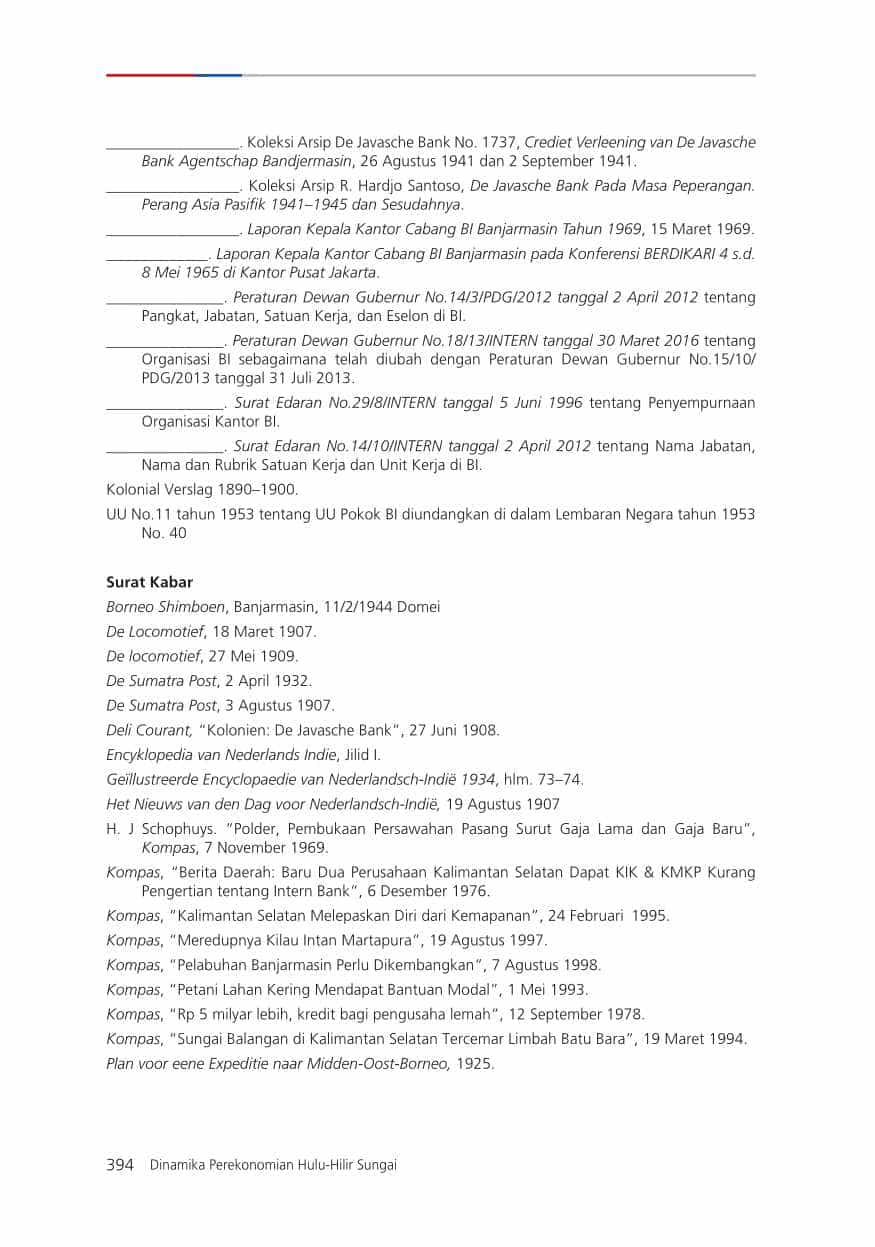 _________________. Koleksi Arsip De Javasche Bank No. 1737, Crediet Verleening van De Javasche
Bank Agentschap Bandjermasin, 26 Agustus 1941 dan 2 September 1941.
_________________. Koleksi Arsip R. Hardjo Santoso, De Javasche Bank Pada Masa Peperangan.
Perang Asia Pasifik 1941–1945 dan Sesudahnya.
_________________. Laporan Kepala Kantor Cabang BI Banjarmasin Tahun 1969, 15 Maret 1969.
_____________. Laporan Kepala Kantor Cabang BI Banjarmasin pada Konferensi BERDIKARI 4 s.d.
8 Mei 1965 di Kantor Pusat Jakarta.
_______________. Peraturan Dewan Gubernur No.14/3/PDG/2012 tanggal 2 April 2012 tentang
Pangkat, Jabatan, Satuan Kerja, dan Eselon di BI.
_______________. Peraturan Dewan Gubernur No.18/13/INTERN tanggal 30 Maret 2016 tentang
Organisasi BI sebagaimana telah diubah dengan Peraturan Dewan Gubernur No.15/10/
PDG/2013 tanggal 31 Juli 2013.
_______________. Surat Edaran No.29/8/INTERN tanggal 5 Juni 1996 tentang Penyempurnaan
Organisasi Kantor BI.
_______________. Surat Edaran No.14/10/INTERN tanggal 2 April 2012 tentang Nama Jabatan,
Nama dan Rubrik Satuan Kerja dan Unit Kerja di BI.
Kolonial Verslag 1890–1900.
UU No.11 tahun 1953 tentang UU Pokok BI diundangkan di dalam Lembaran Negara tahun 1953
No. 40
Surat Kabar
Borneo Shimboen, Banjarmasin, 11/2/1944 Domei
De Locomotief, 18 Maret 1907.
De locomotief, 27 Mei 1909.
De Sumatra Post, 2 April 1932.
De Sumatra Post, 3 Agustus 1907.
Deli Courant, “Kolonien: De Javasche Bank”, 27 Juni 1908.
Encyklopedia van Nederlands Indie, Jilid I.
Geïllustreerde Encyclopaedie van Nederlandsch-Indië 1934, hlm. 73–74.
Het Nieuws van den Dag voor Nederlandsch-Indië, 19 Agustus 1907
H. J Schophuys. “Polder, Pembukaan Persawahan Pasang Surut Gaja Lama dan Gaja Baru”,
Kompas, 7 November 1969.
Kompas, “Berita Daerah: Baru Dua Perusahaan Kalimantan Selatan Dapat KIK & KMKP Kurang
Pengertian tentang Intern Bank”, 6 Desember 1976.
Kompas, “Kalimantan Selatan Melepaskan Diri dari Kemapanan”, 24 Februari 1995.
Kompas, “Meredupnya Kilau Intan Martapura”, 19 Agustus 1997.
Kompas, “Pelabuhan Banjarmasin Perlu Dikembangkan”, 7 Agustus 1998.
Kompas, “Petani Lahan Kering Mendapat Bantuan Modal”, 1 Mei 1993.
Kompas, “Rp 5 milyar lebih, kredit bagi pengusaha lemah”, 12 September 1978.
Kompas, “Sungai Balangan di Kalimantan Selatan Tercemar Limbah Batu Bara”, 19 Maret 1994.
Plan voor eene Expeditie naar Midden-Oost-Borneo, 1925.
394 Dinamika Perekonomian Hulu-Hilir Sungai